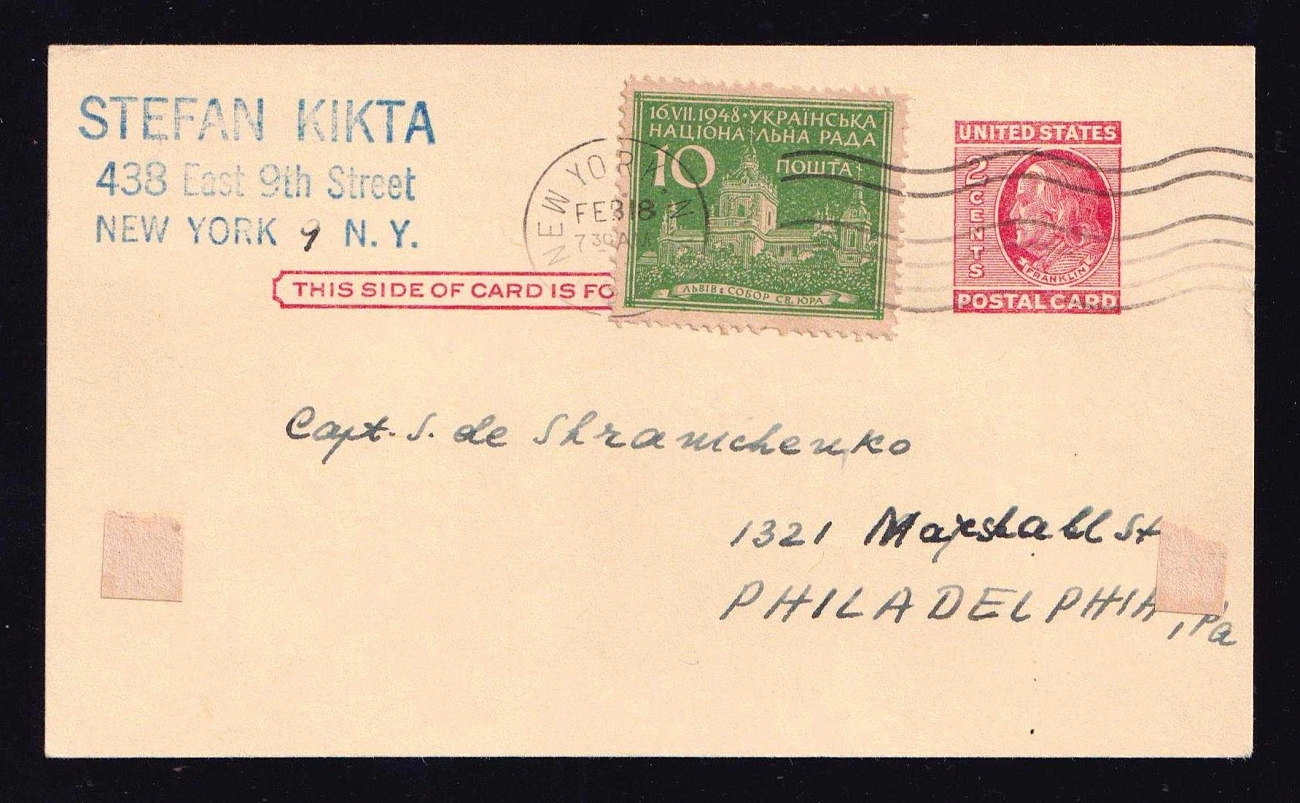 STEFAN KIKTA
438 East 9th Street
NEW YORK 9 N. Y.
THIS SIDE OF CARD IS FO
NEW YORK, N
FEB 18
7 30 AM
16.VII.1948·УКРАЇНСЬКА
НАЦІОНАЛЬНА РАДА
10 ПОШТА
ЛЬВІВ : СОБОР СВ. ЮРА
UNITED STATES
2 CENTS
FRANKLIN
POSTAL CARD
Capt. S. de Shramchenko
1321 Marshall St
PHILADELPHIA, Pa